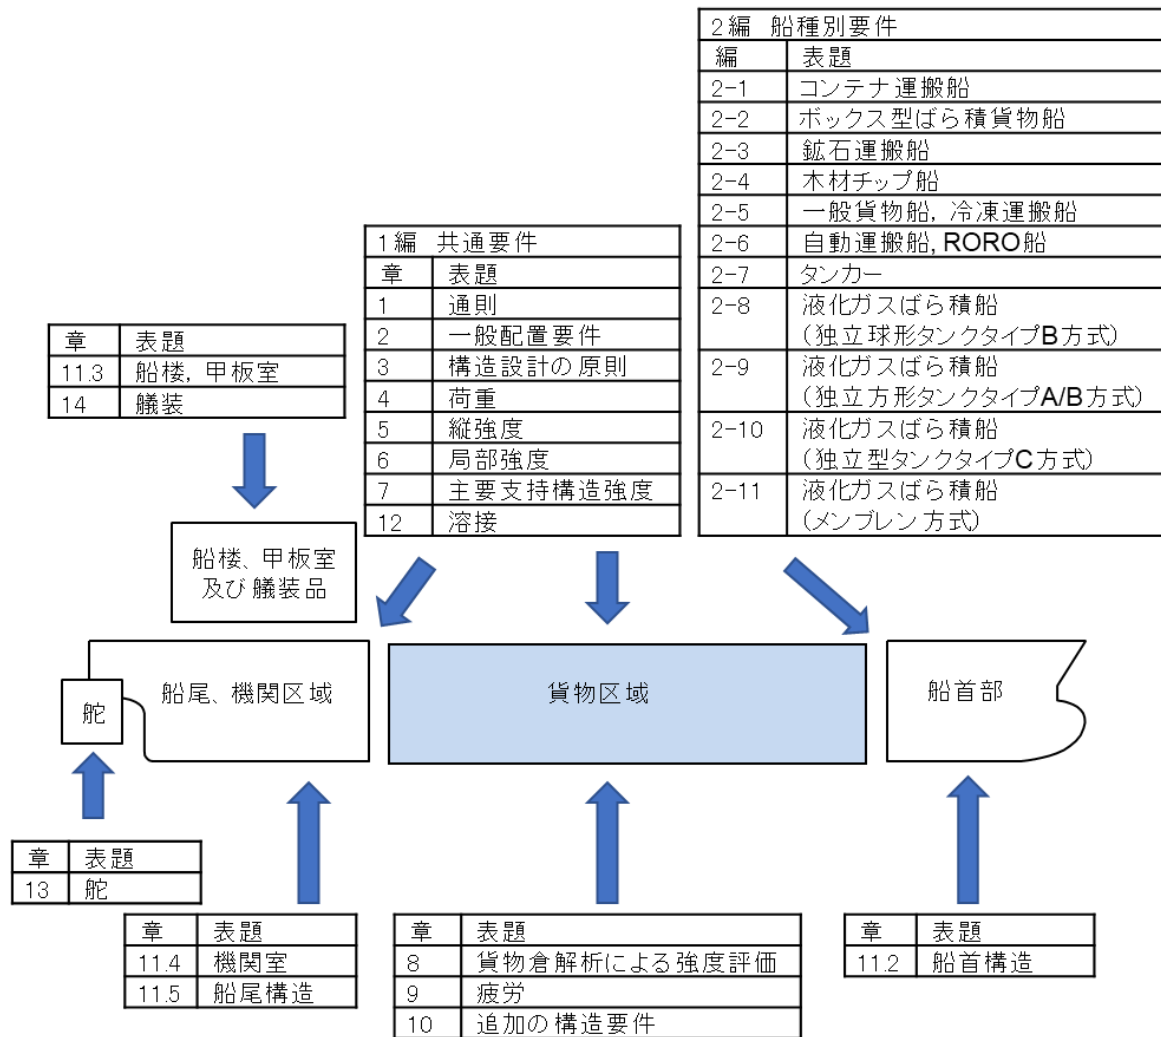 2編 船種別要件
編 表題
2-1 コンテナ運搬船
2-2 ボックス型ばら積貨物船
2-3 鉱石運搬船
2-4 木材チップ船
2-5 一般貨物船, 冷凍運搬船
2-6 自動運搬船, RORO船
2-7 タンカー
2-8 液化ガスばら積船
(独立球形タンクタイプB方式)
2-9 液化ガスばら積船
(独立方形タンクタイプA/B方式)
2-10 液化ガスばら積船
(独立型タンクタイプC方式)
2-11 液化ガスばら積船
(メンブレン方式)
1編 共通要件
章 表題
1 通則
2 一般配置要件
3 構造設計の原則
4 荷重
5 縦強度
6 局部強度
7 主要支持構造強度
12 溶接
章 表題
11.3 船楼, 甲板室
14 艤装
船楼、甲板室
及び艤装品
舵
船尾、機関区域
貨物区域
船首部
章 表題
13 舵
章 表題
11.4 機関室
11.5 船尾構造
章 表題
8 貨物倉解析による強度評価
9 疲労
10 追加の構造要件
章 表題
11.2 船首構造